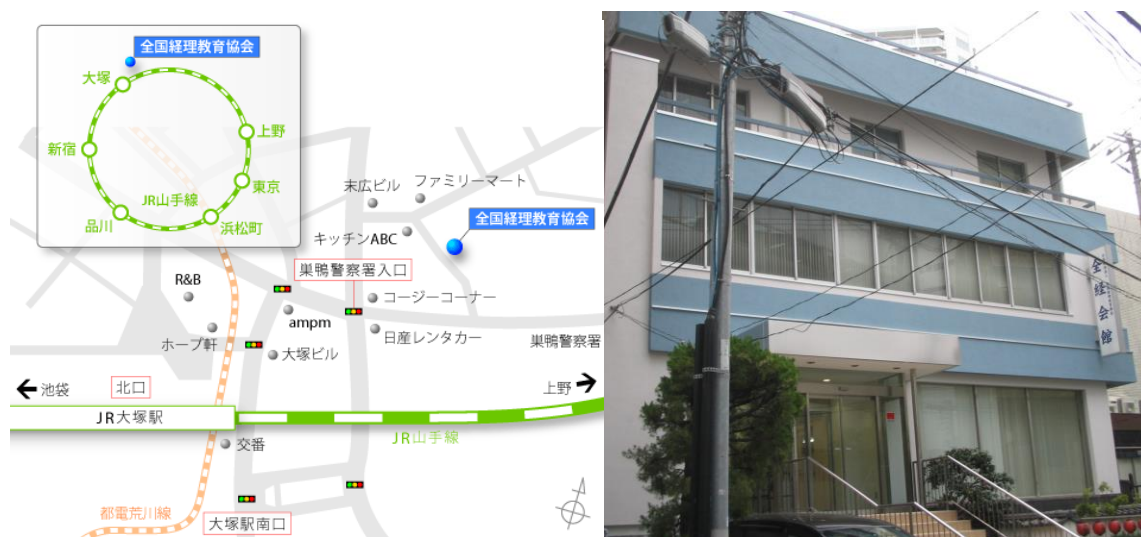 全国経理教育協会
大塚
上野
新宿
東京
JR山手線
品川
浜松町
末広ビル
ファミリーマート
全国経理教育協会
キッチンABC
巣鴨警察署入口
R&B
コージーコーナー
ampm
日産レンタカー
巣鴨警察署
ホープ軒
大塚ビル
池袋
北口
上野
JR大塚駅
JR山手線
交番
都電荒川線
大塚駅南口
全経会館